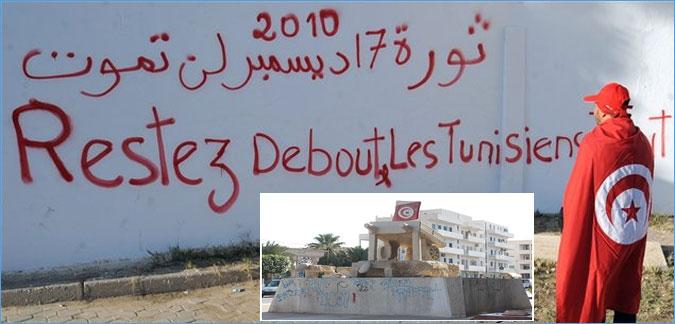 2010
ثورة 17 ديسمبر لن تموت
Restez Debout, Les Tunisiens